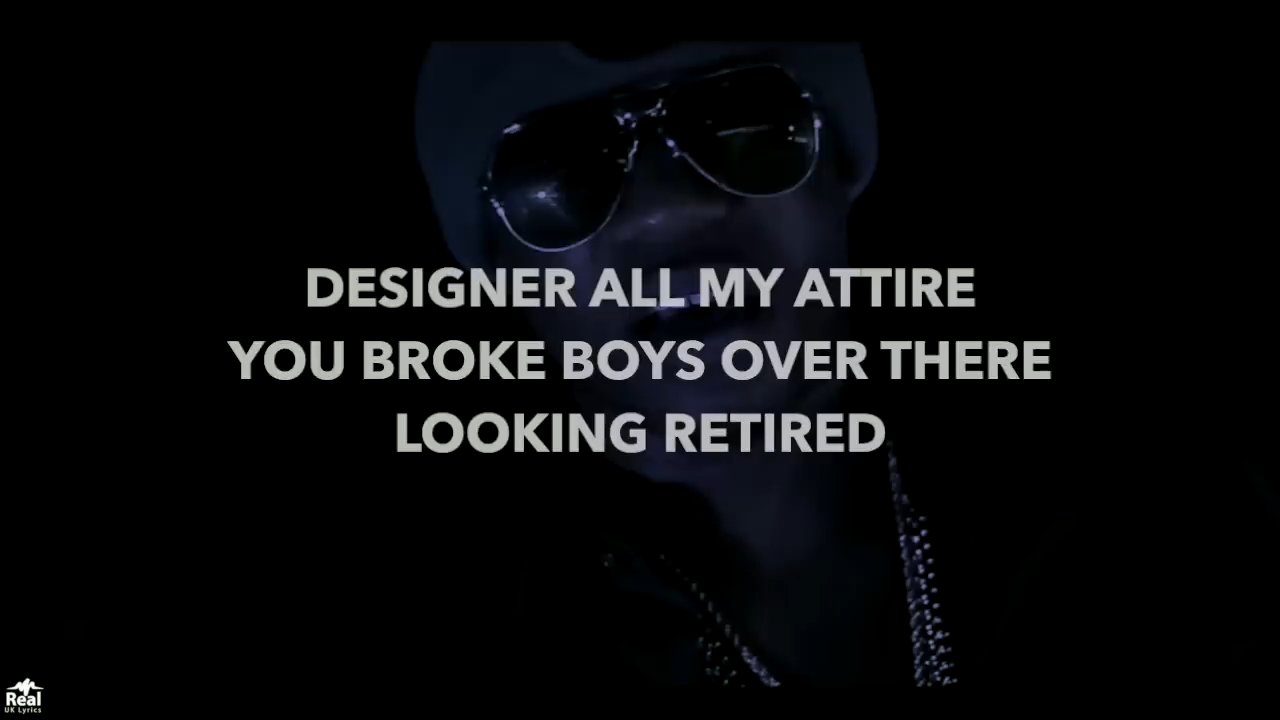 DESIGNER ALL MY ATTIRE
YOU BROKE BOYS OVER THERE
LOOKING RETIRED
Real
UK Lyrics